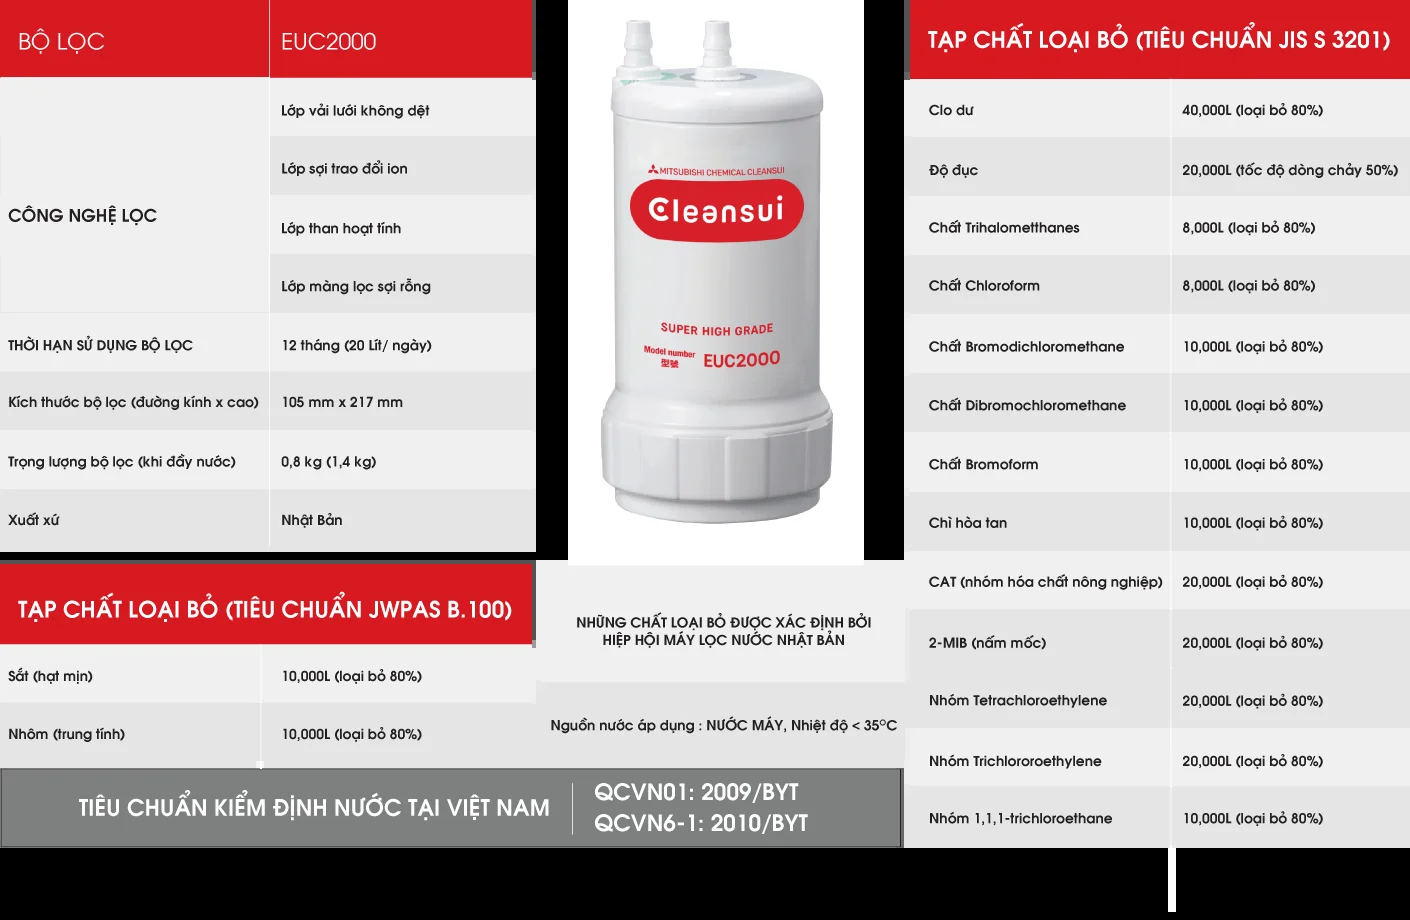 BỘ LỌC
EUC2000
CÔNG NGHỆ LỌC
Lớp vải lưới không dệt
Lớp sợi trao đổi ion
Lớp than hoạt tính
Lớp màng lọc sợi rỗng
THỜI HẠN SỬ DỤNG BỘ LỌC
12 tháng (20 Lít/ ngày)
Kích thước bộ lọc (đường kính x cao)
105 mm x 217 mm
Trọng lượng bộ lọc (khi đầy nước)
0,8 kg (1,4 kg)
Xuất xứ
Nhật Bản
TẠP CHẤT LOẠI BỎ (TIÊU CHUẨN JWPAS B.100)
Sắt (hạt mịn)
10,000L (loại bỏ 80%)
Nhôm (trung tính)
10,000L (loại bỏ 80%)
MITSUBISHI CHEMICAL CLEANSUI
Cleansui
SUPER HIGH GRADE
Model number
型號
EUC2000
NHỮNG CHẤT LOẠI BỎ ĐƯỢC XÁC ĐỊNH BỞI
HIỆP HỘI MÁY LỌC NƯỚC NHẬT BẢN
Nguồn nước áp dụng : NƯỚC MÁY, Nhiệt độ < 35°C
TIÊU CHUẨN KIỂM ĐỊNH NƯỚC TẠI VIỆT NAM
QCVN01: 2009/BYT
QCVN6-1: 2010/BYT
TẠP CHẤT LOẠI BỎ (TIÊU CHUẨN JIS S 3201)
Clo dư
40,000L (loại bỏ 80%)
Độ đục
20,000L (tốc độ dòng chảy 50%)
Chất Trihalometthanes
8,000L (loại bỏ 80%)
Chất Chloroform
8,000L (loại bỏ 80%)
Chất Bromodichloromethane
10,000L (loại bỏ 80%)
Chất Dibromochloromethane
10,000L (loại bỏ 80%)
Chất Bromoform
10,000L (loại bỏ 80%)
Chì hòa tan
10,000L (loại bỏ 80%)
CAT (nhóm hóa chất nông nghiệp)
20,000L (loại bỏ 80%)
2-MIB (nấm mốc)
20,000L (loại bỏ 80%)
Nhóm Tetrachloroethylene
20,000L (loại bỏ 80%)
Nhóm Trichlororoethylene
20,000L (loại bỏ 80%)
Nhóm 1,1,1-trichloroethane
10,000L (loại bỏ 80%)